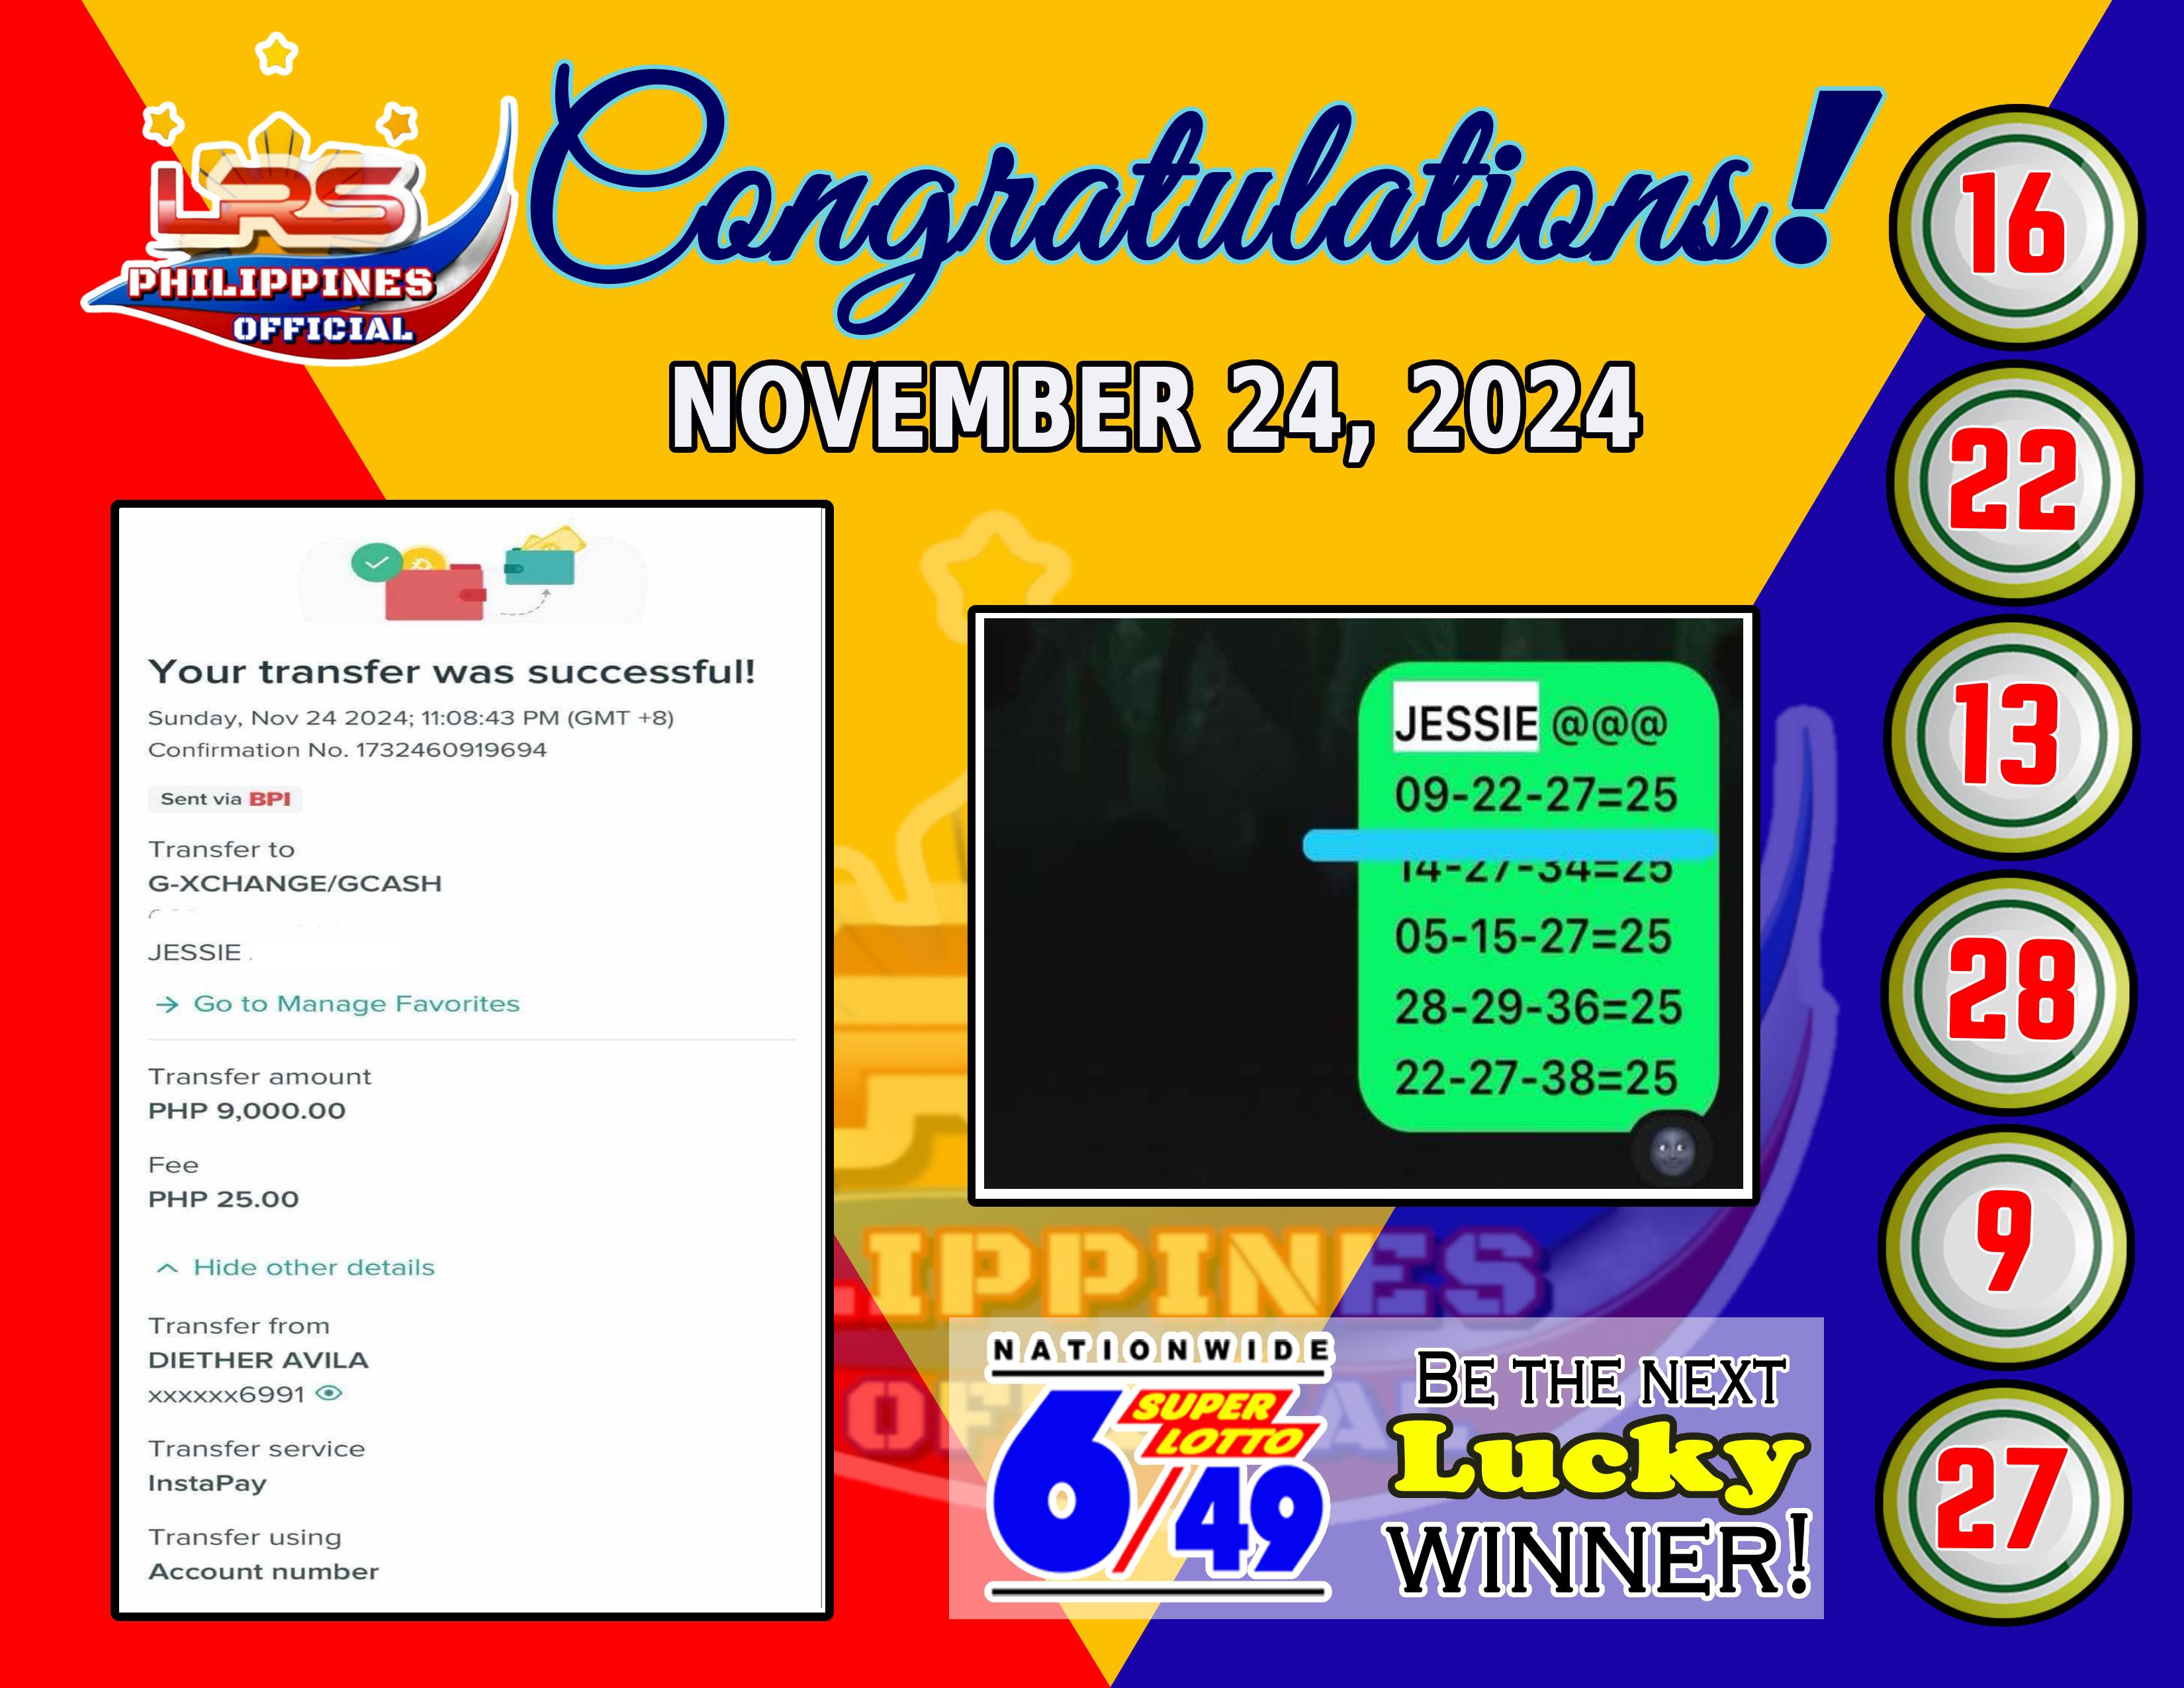 LRS
PHILIPPINES
OFFICIAL
Congratulations!
NOVEMBER 24, 2024
Your transfer was successful!
Sunday, Nov 24 2024; 11:08:43 PM (GMT +8)
Confirmation No. 1732460919694
Sent via BPI
Transfer to
G-XCHANGE/GCASH
JESSIE
→ Go to Manage Favorites
Transfer amount
PHP 9,000.00
Fee
PHP 25.00
Hide other details
Transfer from
DIETHER AVILA
xxxxxx6991
Transfer service
InstaPay
Transfer using
Account number
JESSIE @@@
09-22-27=25
14-27-34=25
05-15-27=25
28-29-36=25
22-27-38=25
NATIONWIDE
SUPER
LOTTO
6/49
BE THE NEXT
Lucky
WINNER!
16
22
13
28
9
27